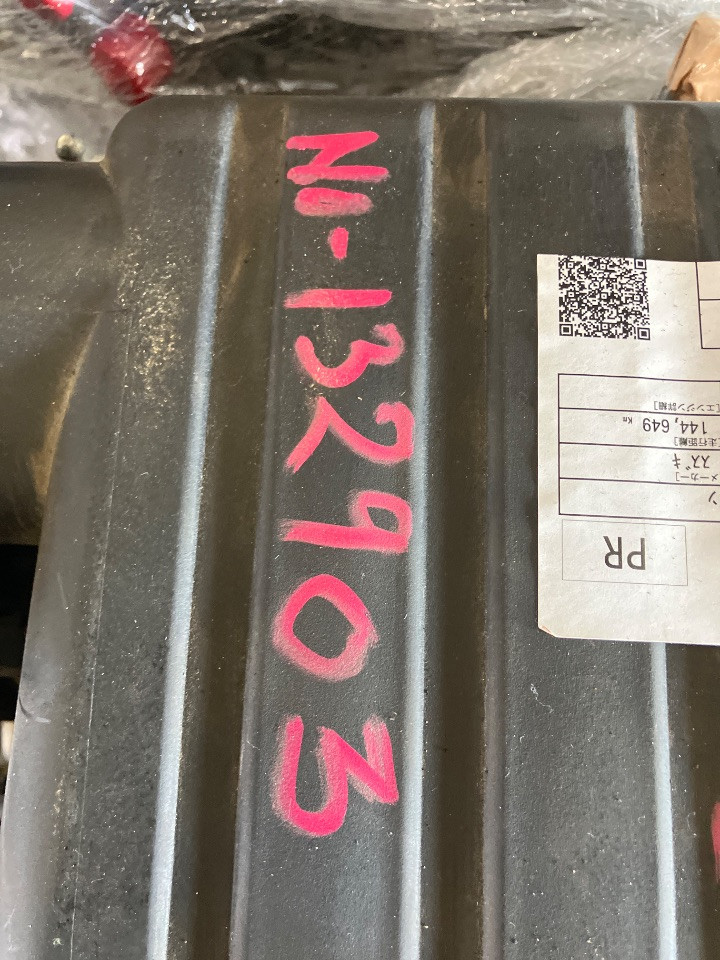 No-132903
PR
ン
[メーカー]
スズキ
[走行距離]
144,649 Km
[エンジン詳細]